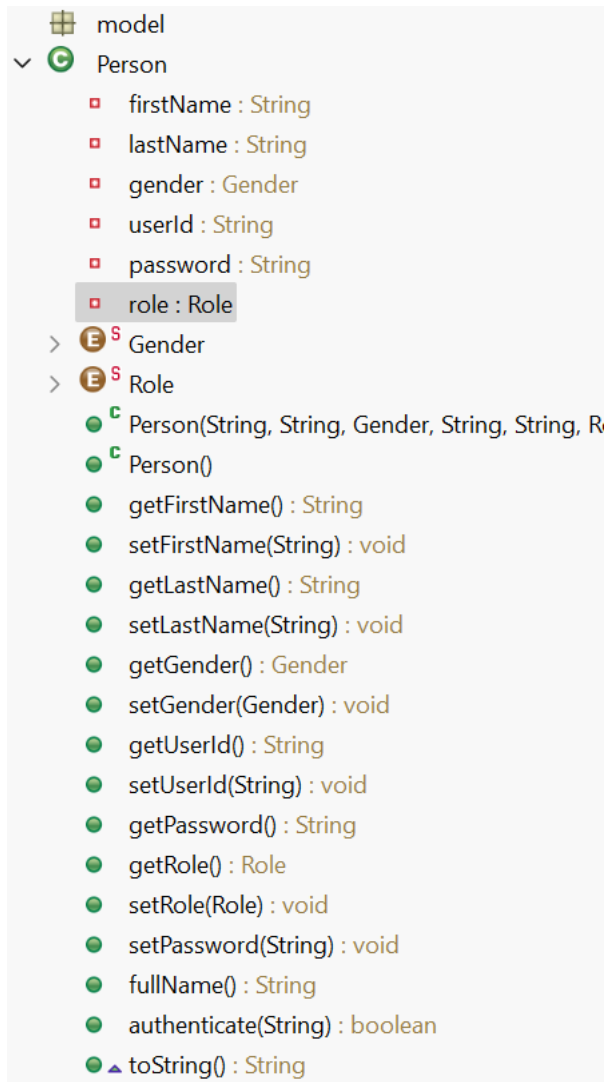 model
Person
firstName : String
lastName : String
gender : Gender
userId : String
password : String
role : Role
E S Gender
E S Role
C Person(String, String, Gender, String, String, R
C Person()
getFirstName() : String
setFirstName(String) : void
getLastName() : String
setLastName(String) : void
getGender() : Gender
setGender(Gender) : void
getUserId() : String
setUserId(String) : void
getPassword() : String
getRole() : Role
setRole(Role) : void
setPassword(String) : void
fullName() : String
authenticate(String) : boolean
toString() : String